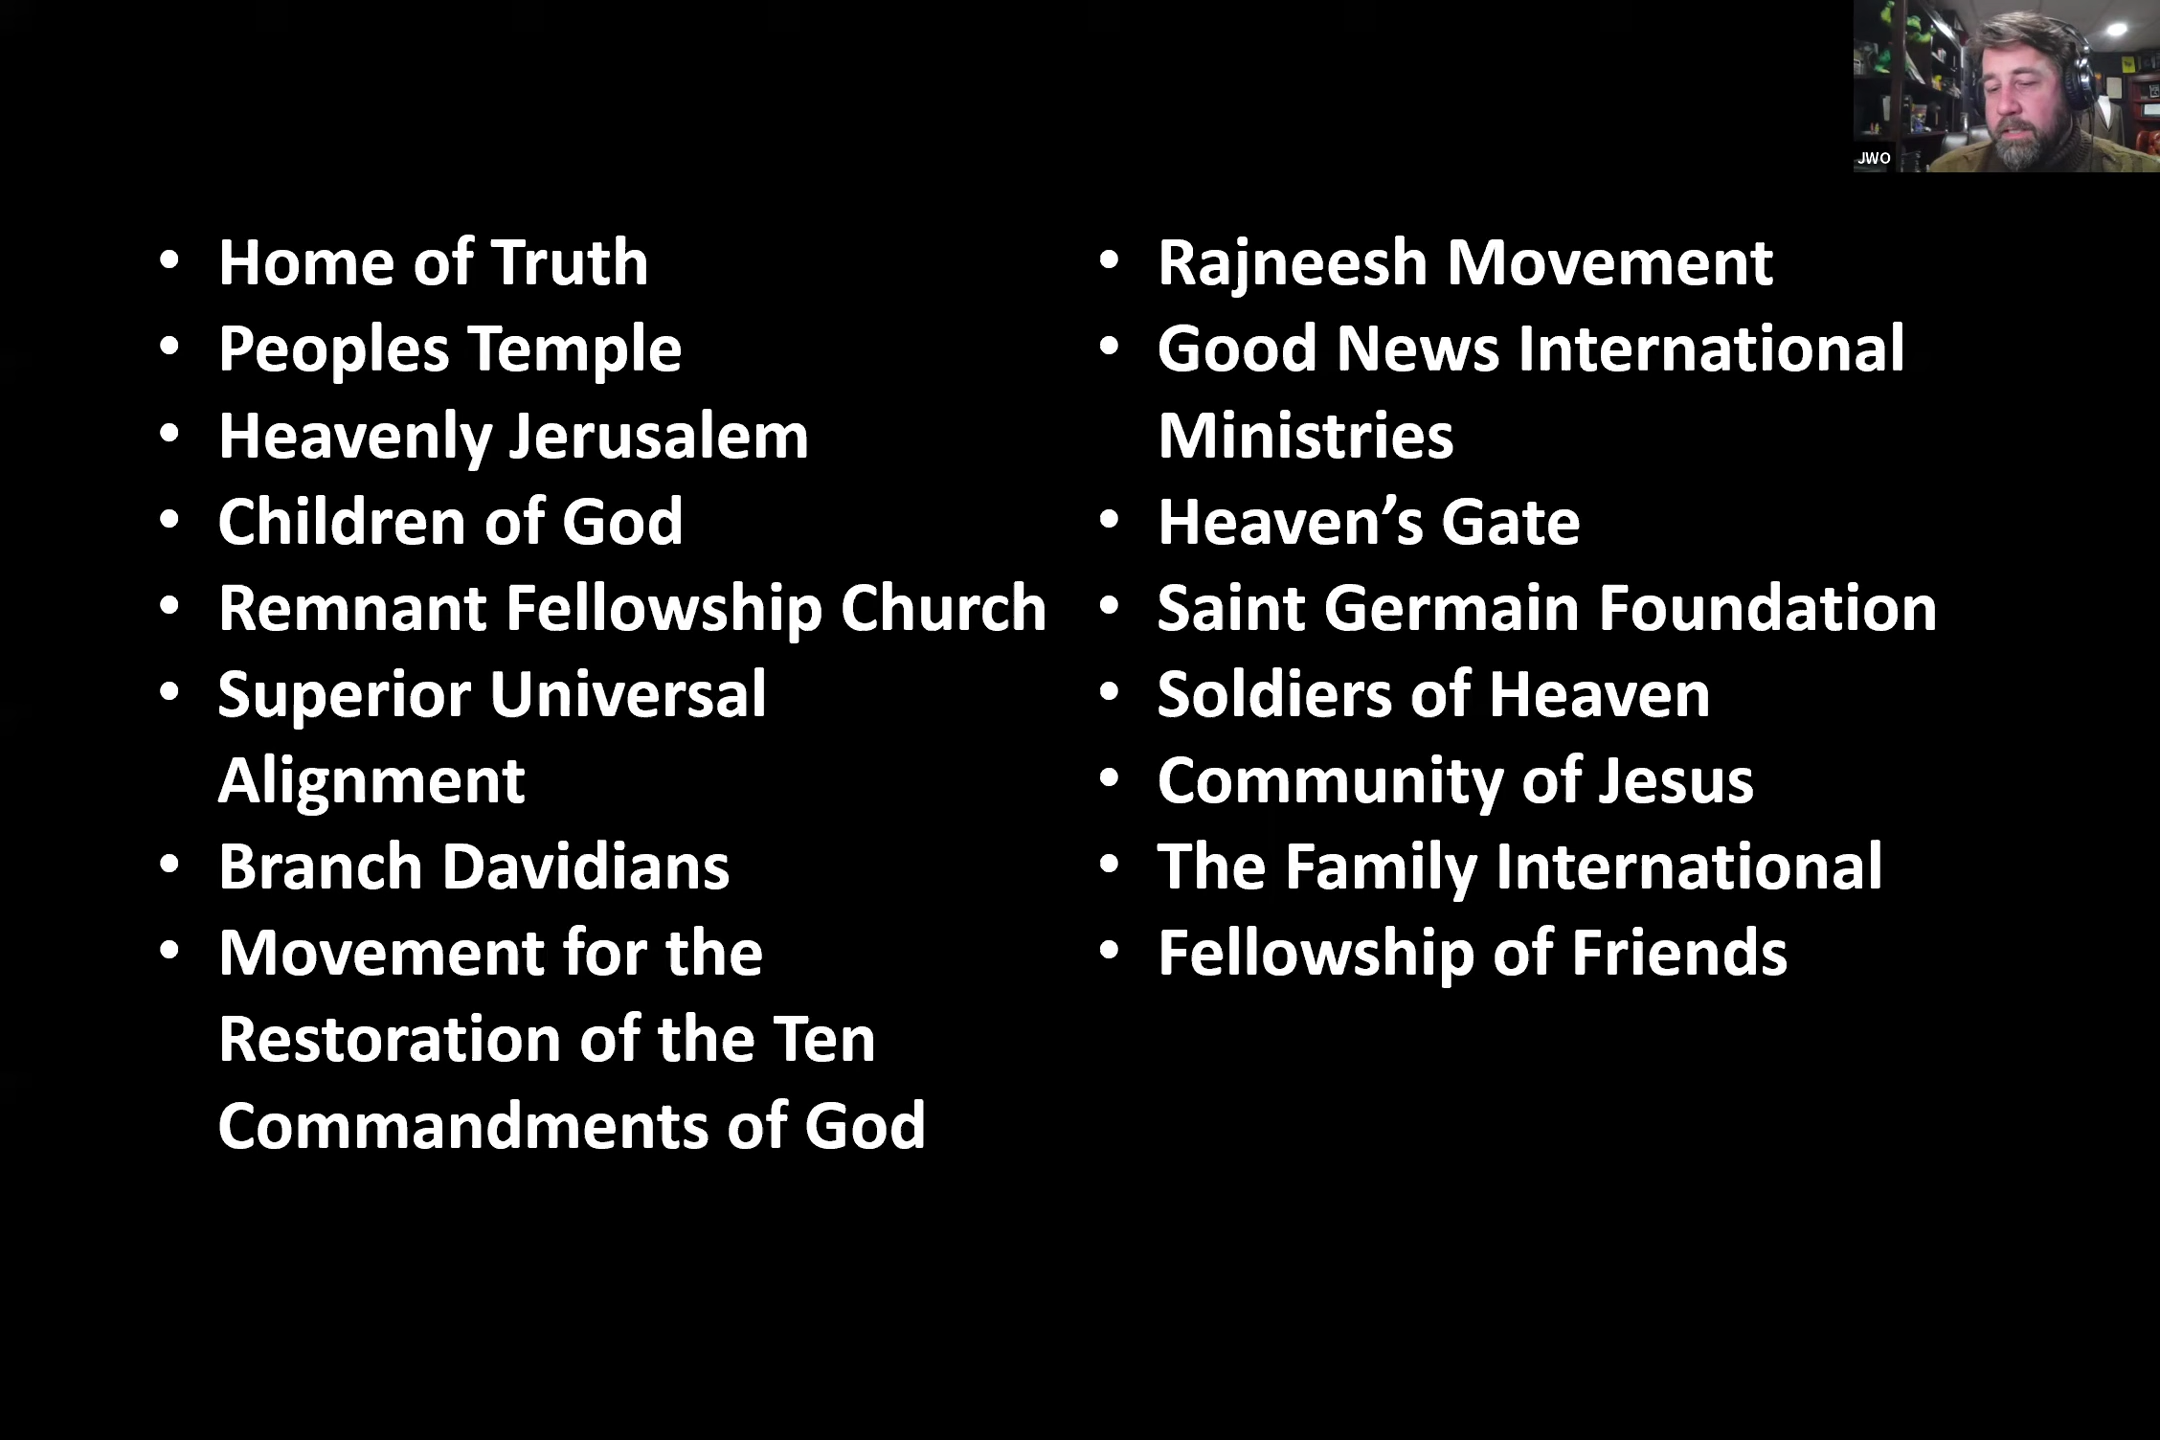 JWO
• Home of Truth
• Peoples Temple
• Heavenly Jerusalem
• Children of God
• Remnant Fellowship Church
• Superior Universal
Alignment
• Branch Davidians
• Movement for the
Restoration of the Ten
Commandments of God
• Rajneesh Movement
• Good News International
Ministries
• Heaven’s Gate
• Saint Germain Foundation
• Soldiers of Heaven
• Community of Jesus
• The Family International
• Fellowship of Friends